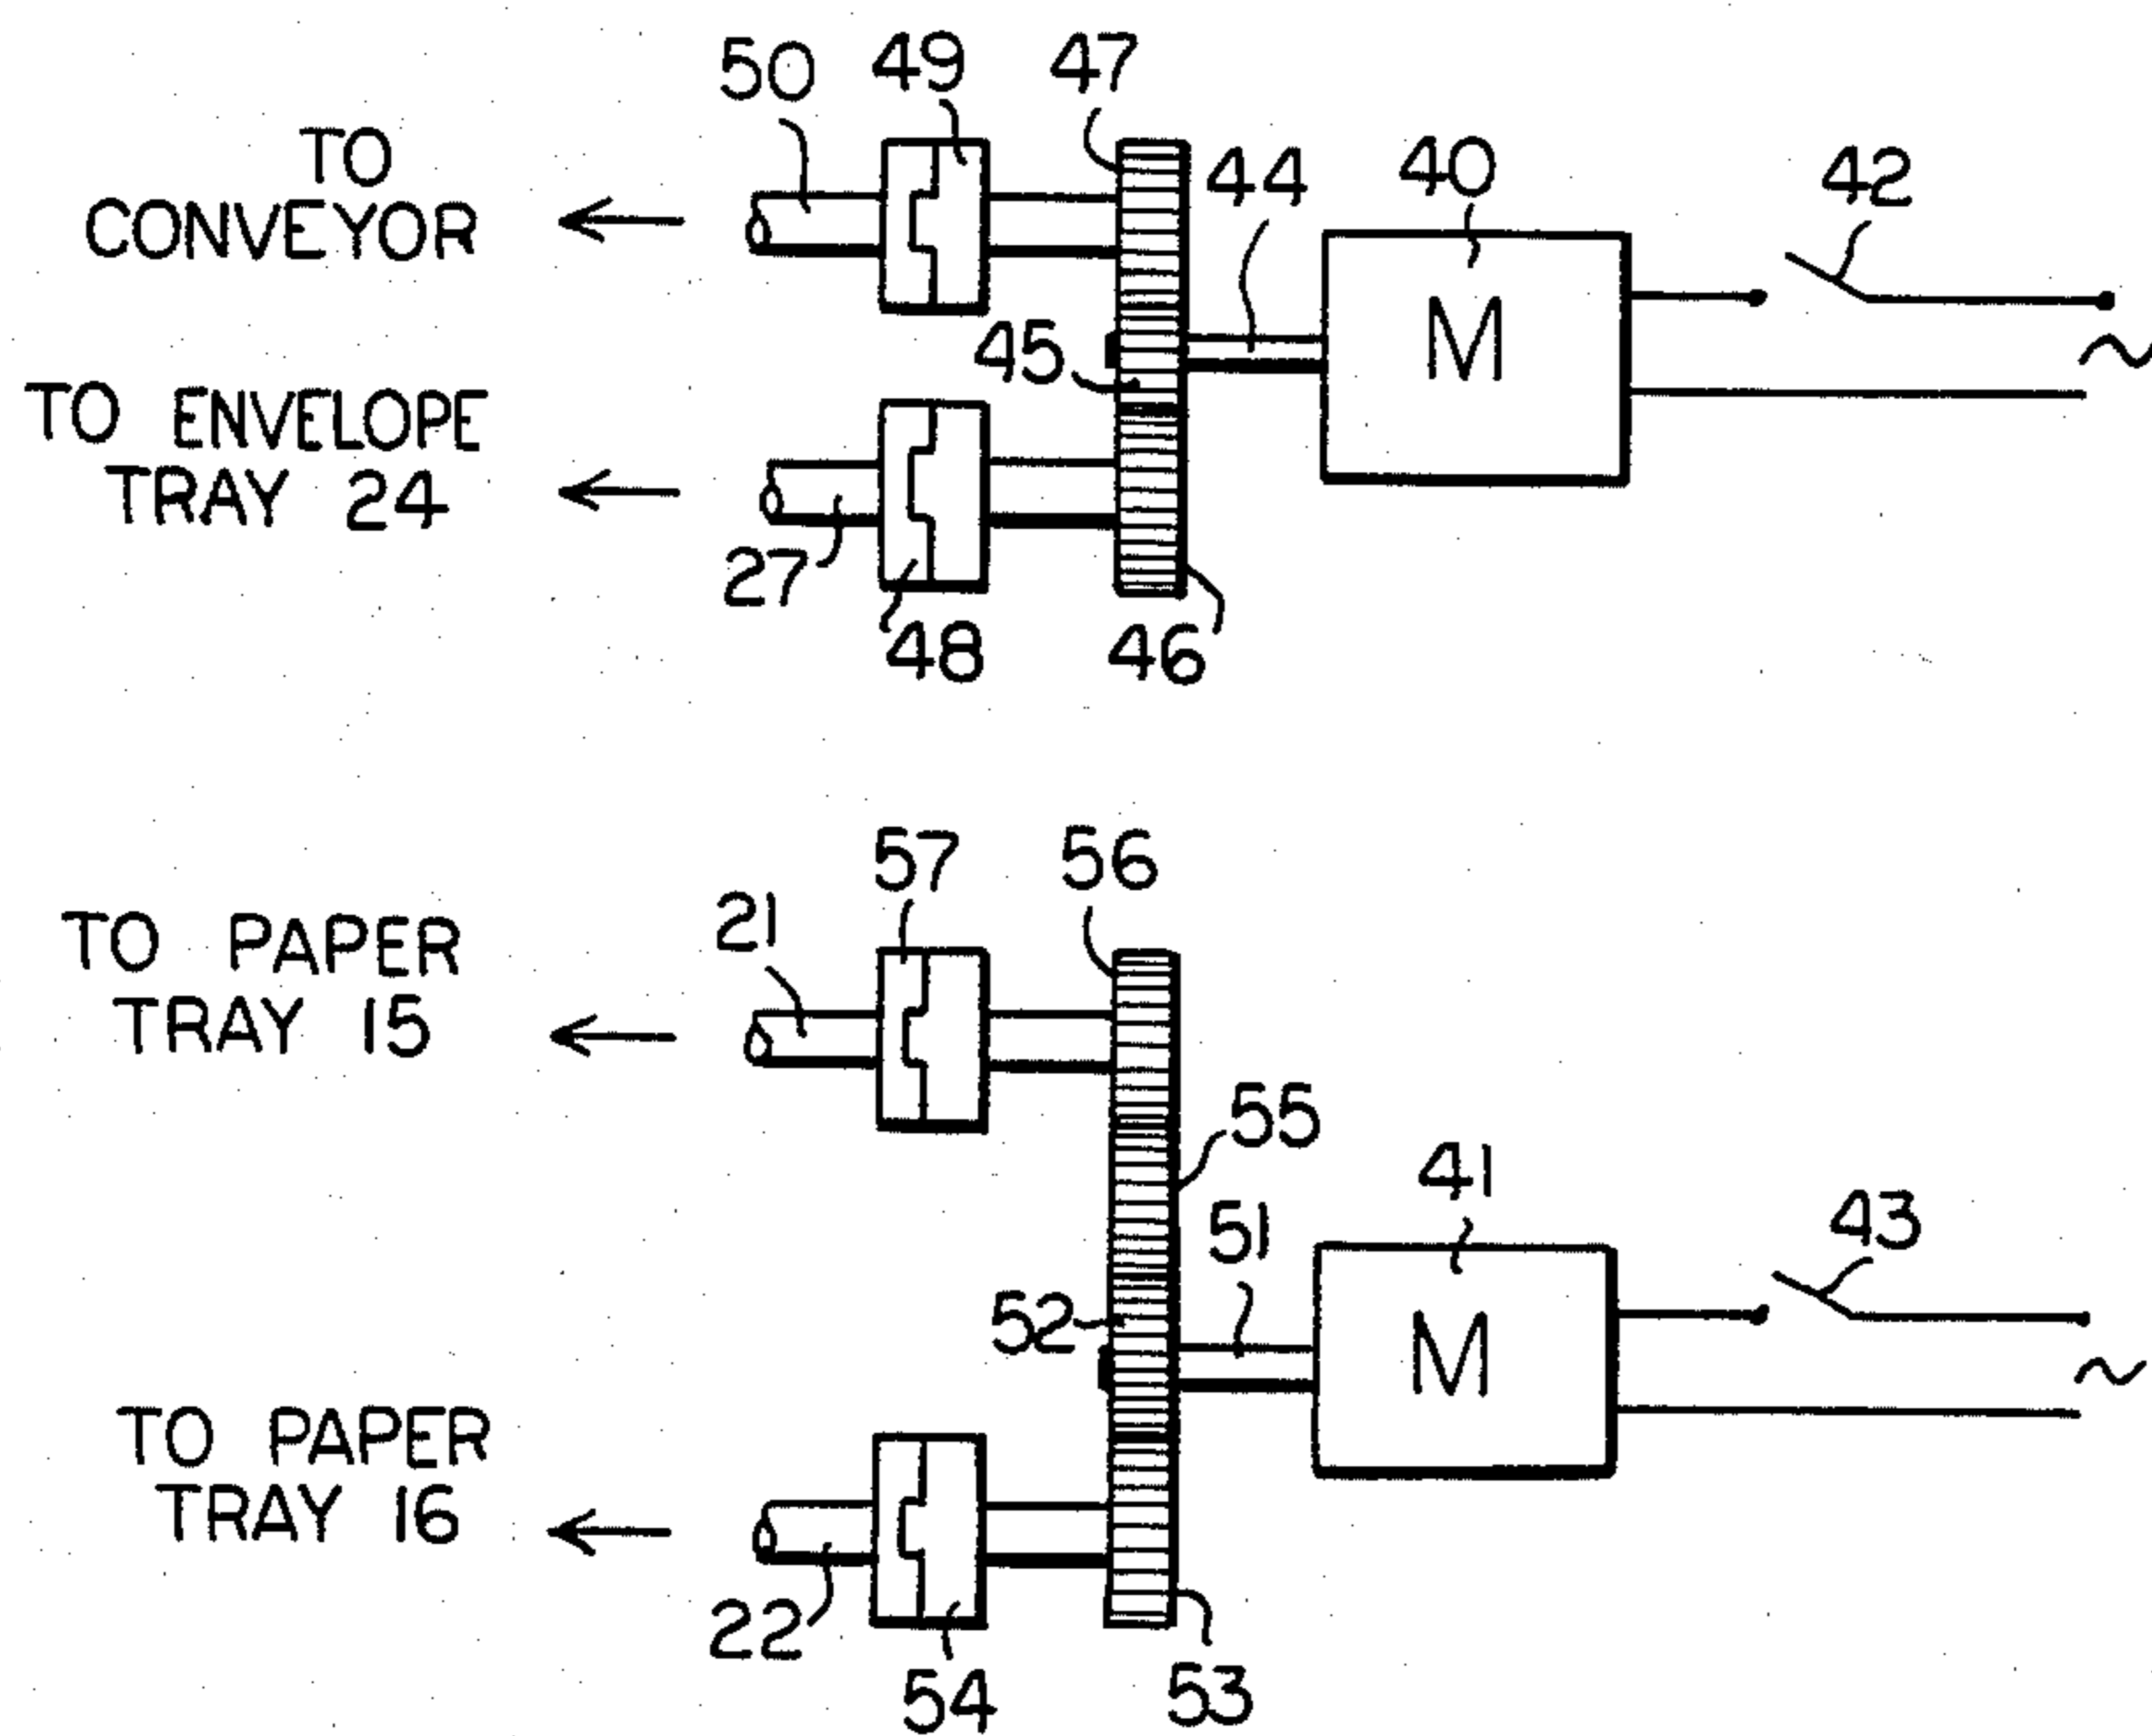 50
49
47
TO
CONVEYOR
44
40
42
M
45
TO ENVELOPE
TRAY 24
27
48
46
57
56
21
TO PAPER
TRAY 15
55
41
51
43
52
M
TO PAPER
TRAY 16
22
54
53